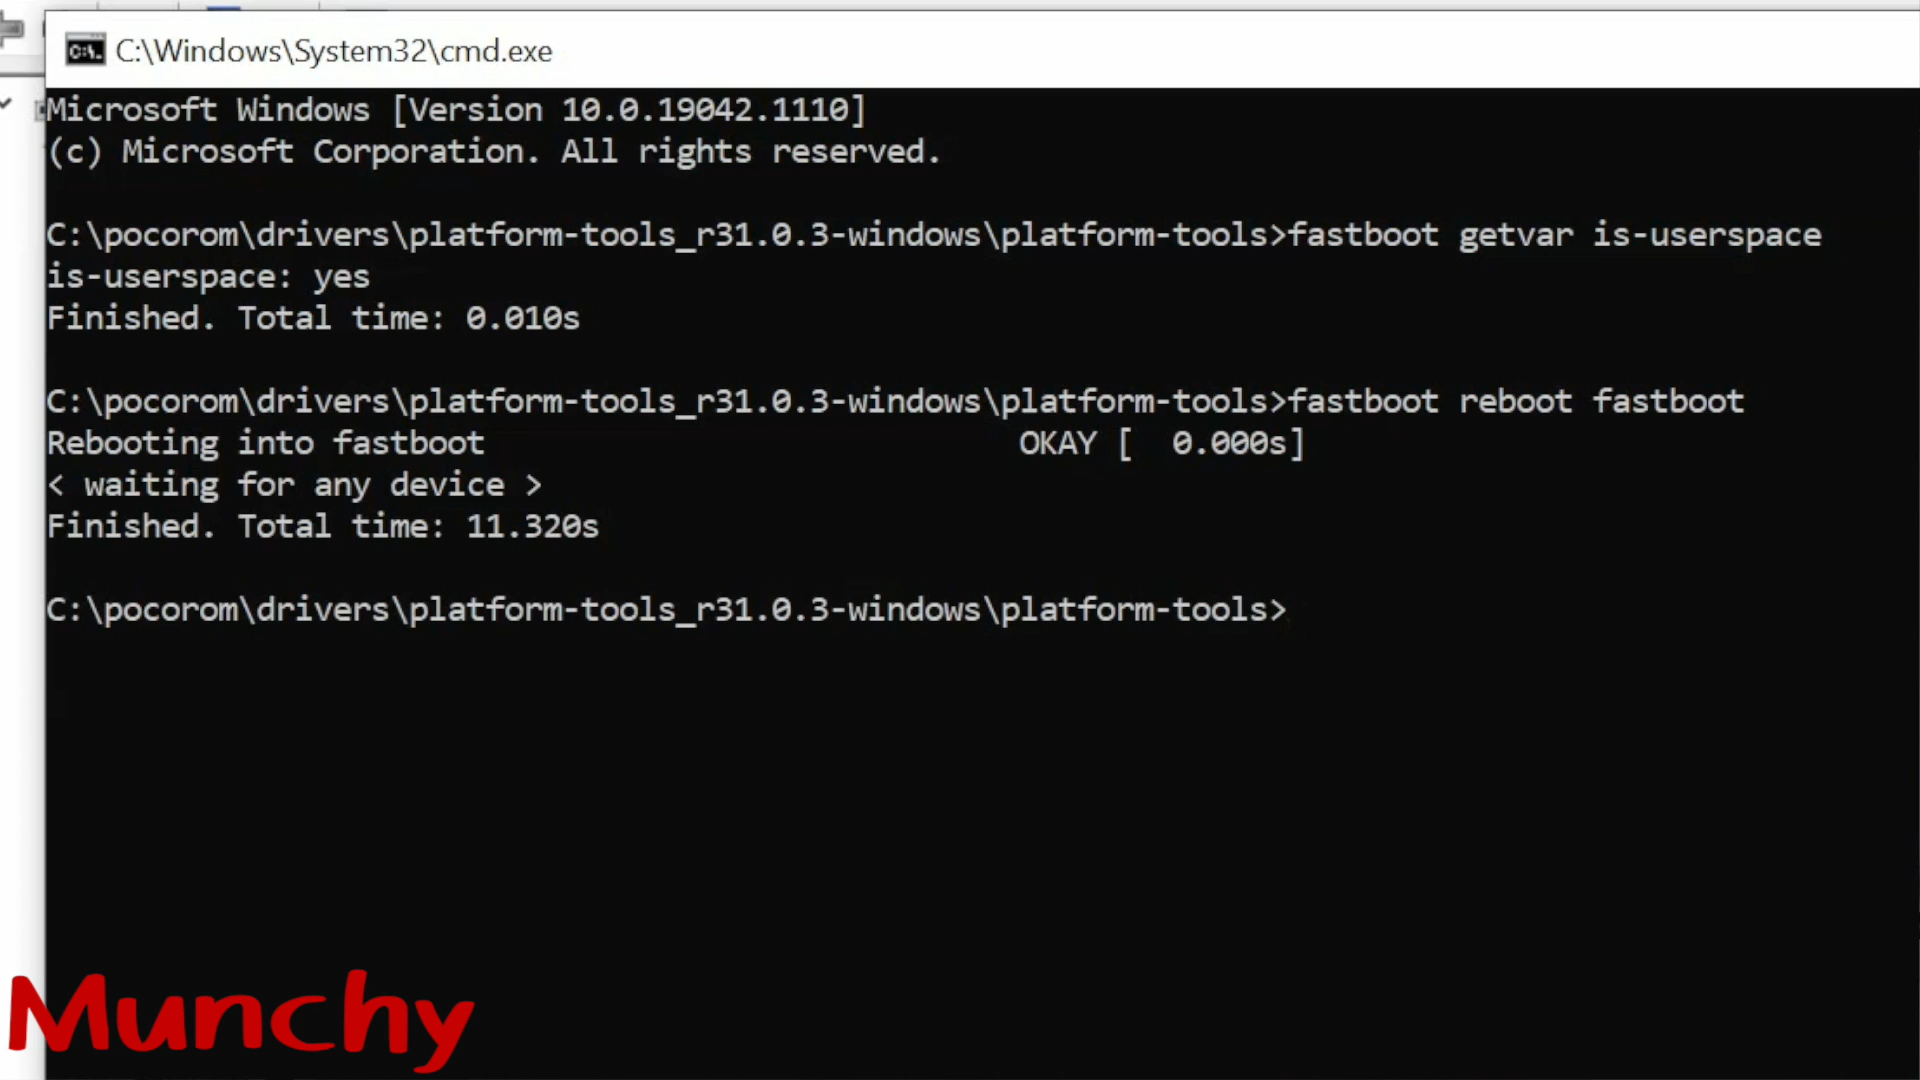 C:\Windows\System32\cmd.exe
Microsoft Windows [Version 10.0.19042.1110]
(c) Microsoft Corporation. All rights reserved.
C:\pocorom\drivers\platform-tools_r31.0.3-windows\platform-tools>fastboot getvar is-userspace
is-userspace: yes
Finished. Total time: 0.010s
C:\pocorom\drivers\platform-tools_r31.0.3-windows\platform-tools>fastboot reboot fastboot
Rebooting into fastboot                           OKAY [  0.000s]
< waiting for any device >
Finished. Total time: 11.320s
C:\pocorom\drivers\platform-tools_r31.0.3-windows\platform-tools>
Munchy